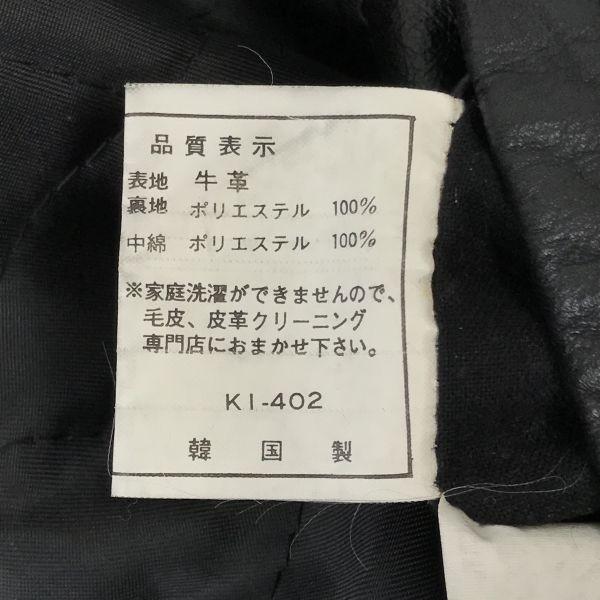 品質表示
表地 牛革
裏地 ポリエステル 100%
中綿 ポリエステル 100%
※家庭洗濯ができませんので、
毛皮、皮革クリーニング
専門店におまかせ下さい。
KI-402
韓国製